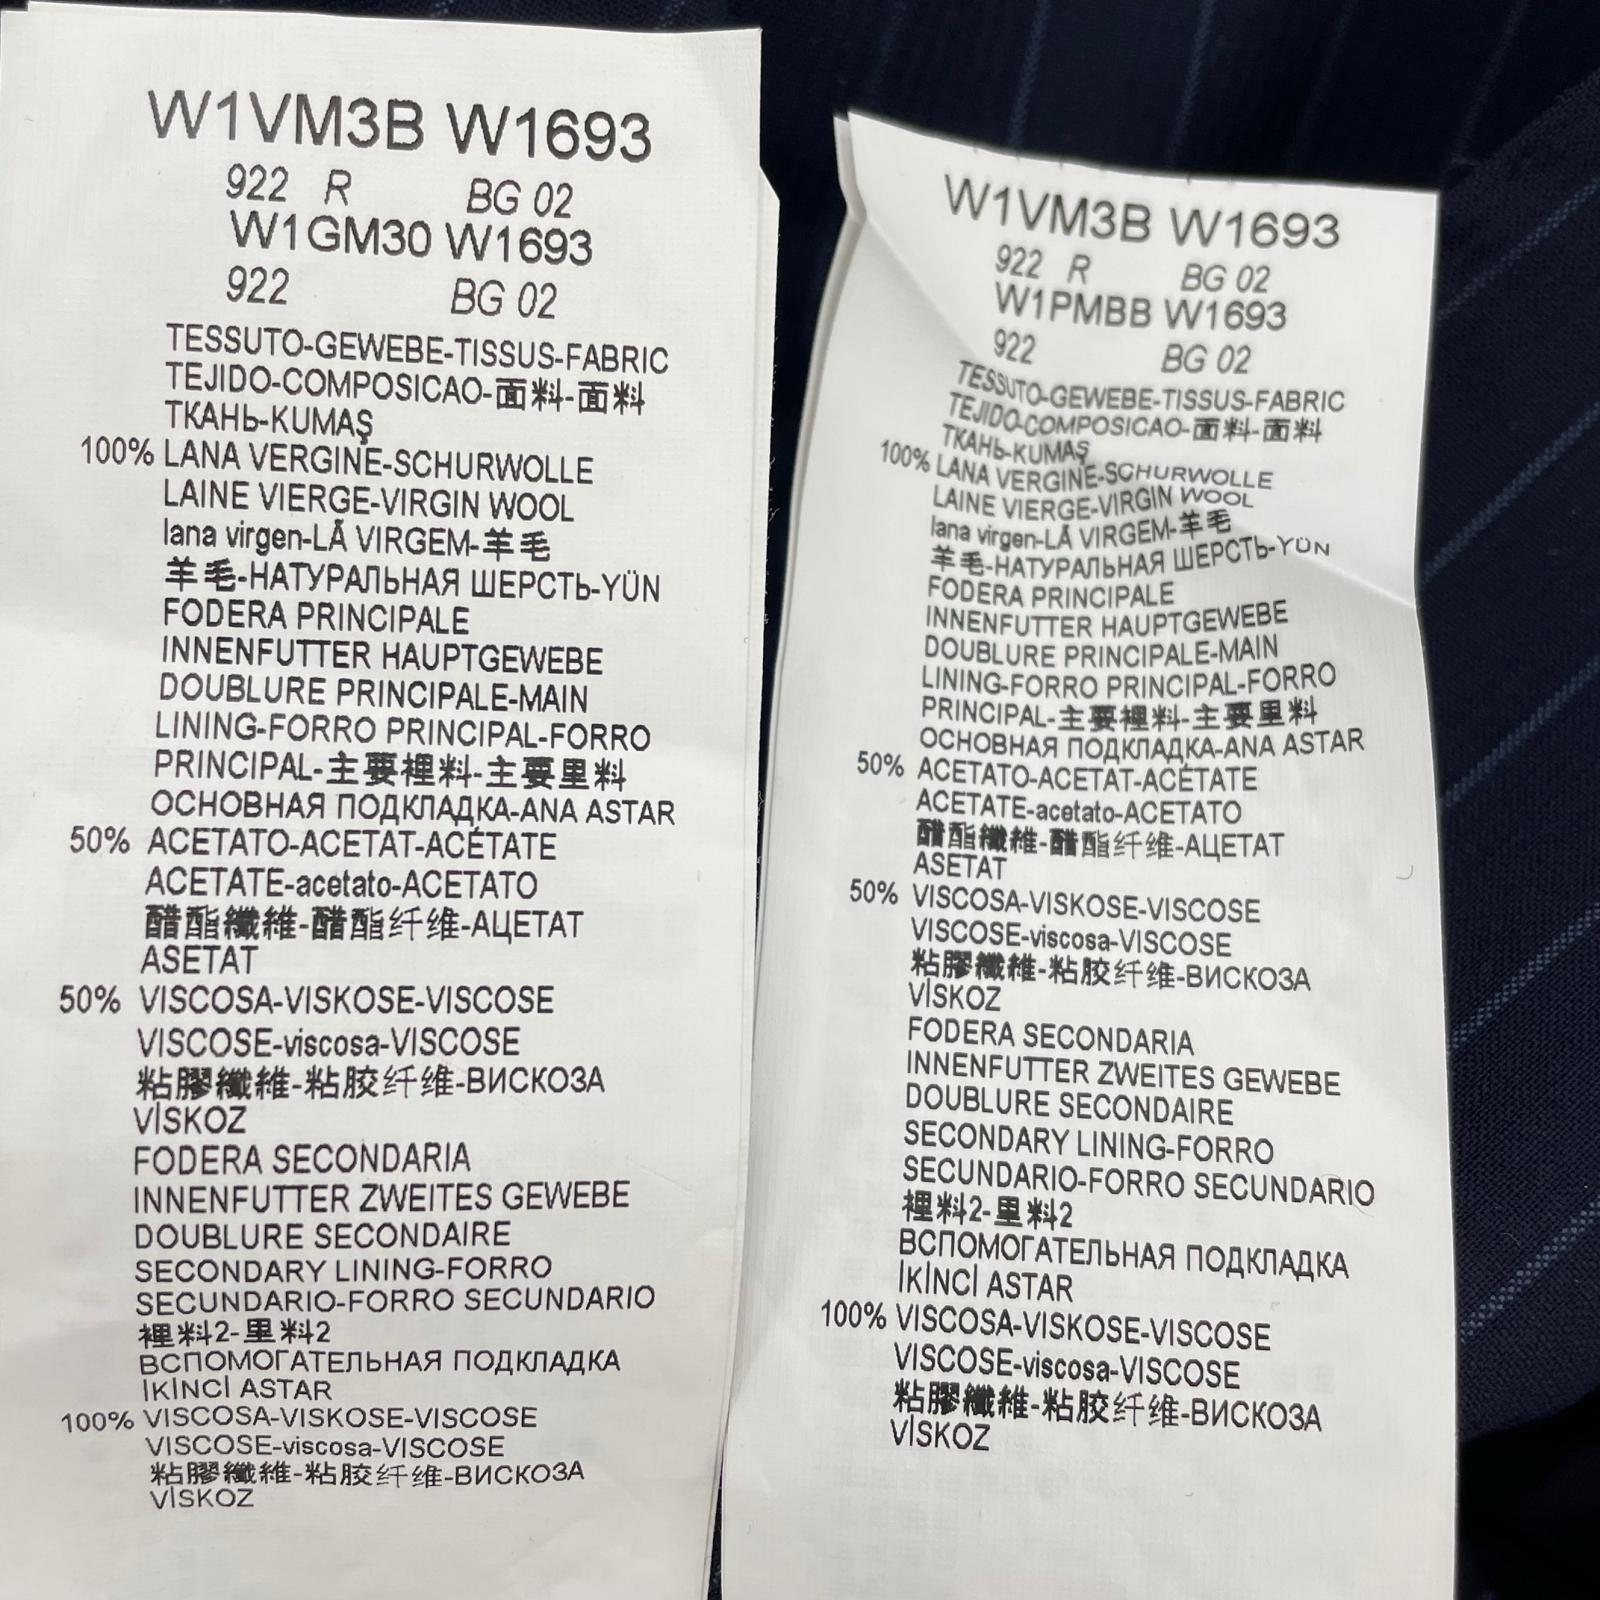 W1VM3B W1693
922 R BG 02
W1GM30 W1693
922 BG 02
TESSUTO-GEWEBE-TISSUS-FABRIC
TEJIDO-COMPOSICAO-面料-面料
ТКАНЬ-KUMAŞ
100% LANA VERGINE-SCHURWOLLE
LAINE VIERGE-VIRGIN WOOL
lana virgen-LÃ VIRGEM-羊毛
羊毛-НАТУРАЛЬНАЯ ШЕРСТЬ-YÜN
FODERA PRINCIPALE
INNENFUTTER HAUPTGEWEBE
DOUBLURE PRINCIPALE-MAIN
LINING-FORRO PRINCIPAL-FORRO
PRINCIPAL-主要裡料-主要里料
ОСНОВНАЯ ПОДКЛАДКА-ANA ASTAR
50% ACETATO-ACETAT-ACÉTATE
ACETATE-acetato-ACETATO
醋酯纖維-醋酯纤维-АЦЕТАТ
ASETAT
50% VISCOSA-VISKOSE-VISCOSE
VISCOSE-viscosa-VISCOSE
粘膠纖維-粘胶纤维-ВИСКОЗА
VİSKOZ
FODERA SECONDARIA
INNENFUTTER ZWEITES GEWEBE
DOUBLURE SECONDAIRE
SECONDARY LINING-FORRO
SECUNDARIO-FORRO SECUNDARIO
裡料2-里料2
ВСПОМОГАТЕЛЬНАЯ ПОДКЛАДКА
İKİNCİ ASTAR
100% VISCOSA-VISKOSE-VISCOSE
VISCOSE-viscosa-VISCOSE
粘膠纖維-粘胶纤维-ВИСКОЗА
VİSKOZ
W1VM3B W1693
922 R BG 02
W1PMBB W1693
922 BG 02
TESSUTO-GEWEBE-TISSUS-FABRIC
TEJIDO-COMPOSICAO-面料-面料
ТКАНЬ-KUMAŞ
100% LANA VERGINE-SCHURWOLLE
LAINE VIERGE-VIRGIN WOOL
lana virgen-LÃ VIRGEM-羊毛
羊毛-НАТУРАЛЬНАЯ ШЕРСТЬ-YÜN
FODERA PRINCIPALE
INNENFUTTER HAUPTGEWEBE
DOUBLURE PRINCIPALE-MAIN
LINING-FORRO PRINCIPAL-FORRO
PRINCIPAL-主要裡料-主要里料
ОСНОВНАЯ ПОДКЛАДКА-ANA ASTAR
50% ACETATO-ACETAT-ACÉTATE
ACETATE-acetato-ACETATO
醋酯纖維-醋酯纤维-АЦЕТАТ
ASETAT
50% VISCOSA-VISKOSE-VISCOSE
VISCOSE-viscosa-VISCOSE
粘膠纖維-粘胶纤维-ВИСКОЗА
VİSKOZ
FODERA SECONDARIA
INNENFUTTER ZWEITES GEWEBE
DOUBLURE SECONDAIRE
SECONDARY LINING-FORRO
SECUNDARIO-FORRO SECUNDARIO
裡料2-里料2
ВСПОМОГАТЕЛЬНАЯ ПОДКЛАДКА
İKİNCİ ASTAR
100% VISCOSA-VISKOSE-VISCOSE
VISCOSE-viscosa-VISCOSE
粘膠纖維-粘胶纤维-ВИСКОЗА
VİSKOZ